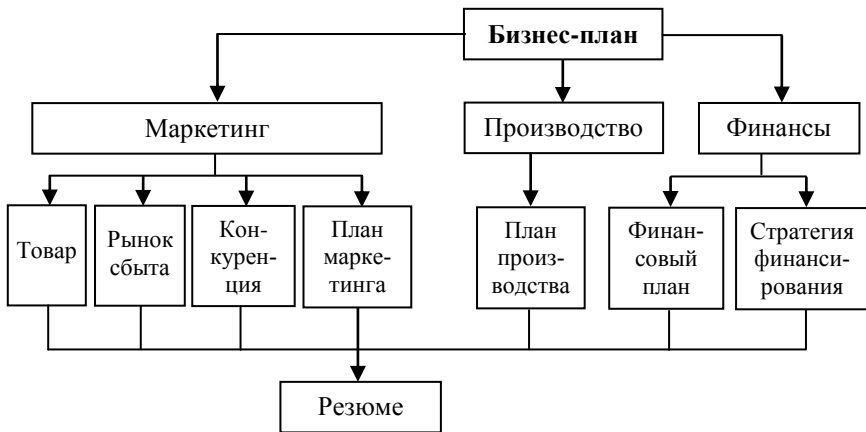 Бизнес-план
Маркетинг
Производство
Финансы
Товар
Рынок
сбыта
Кон-
курен-
ция
План
марке-
тинга
План
произ-
водства
Финан-
совый
план
Стратегия
финанси-
рования
Резюме